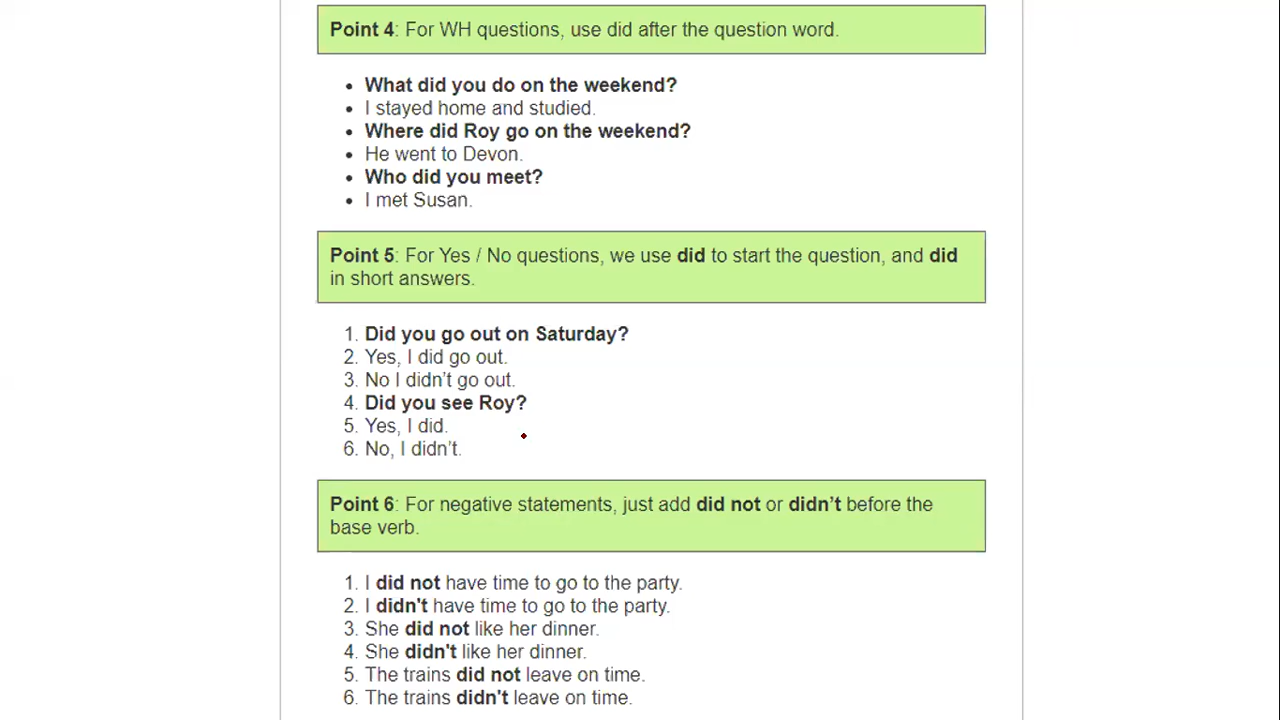 Point 4: For WH questions, use did after the question word.
• What did you do on the weekend?
• I stayed home and studied.
• Where did Roy go on the weekend?
• He went to Devon.
• Who did you meet?
• I met Susan.
Point 5: For Yes / No questions, we use did to start the question, and did
in short answers.
1. Did you go out on Saturday?
2. Yes, I did go out.
3. No I didn’t go out.
4. Did you see Roy?
5. Yes, I did.
6. No, I didn’t.
Point 6: For negative statements, just add did not or didn’t before the
base verb.
1. I did not have time to go to the party.
2. I didn't have time to go to the party.
3. She did not like her dinner.
4. She didn't like her dinner.
5. The trains did not leave on time.
6. The trains didn't leave on time.